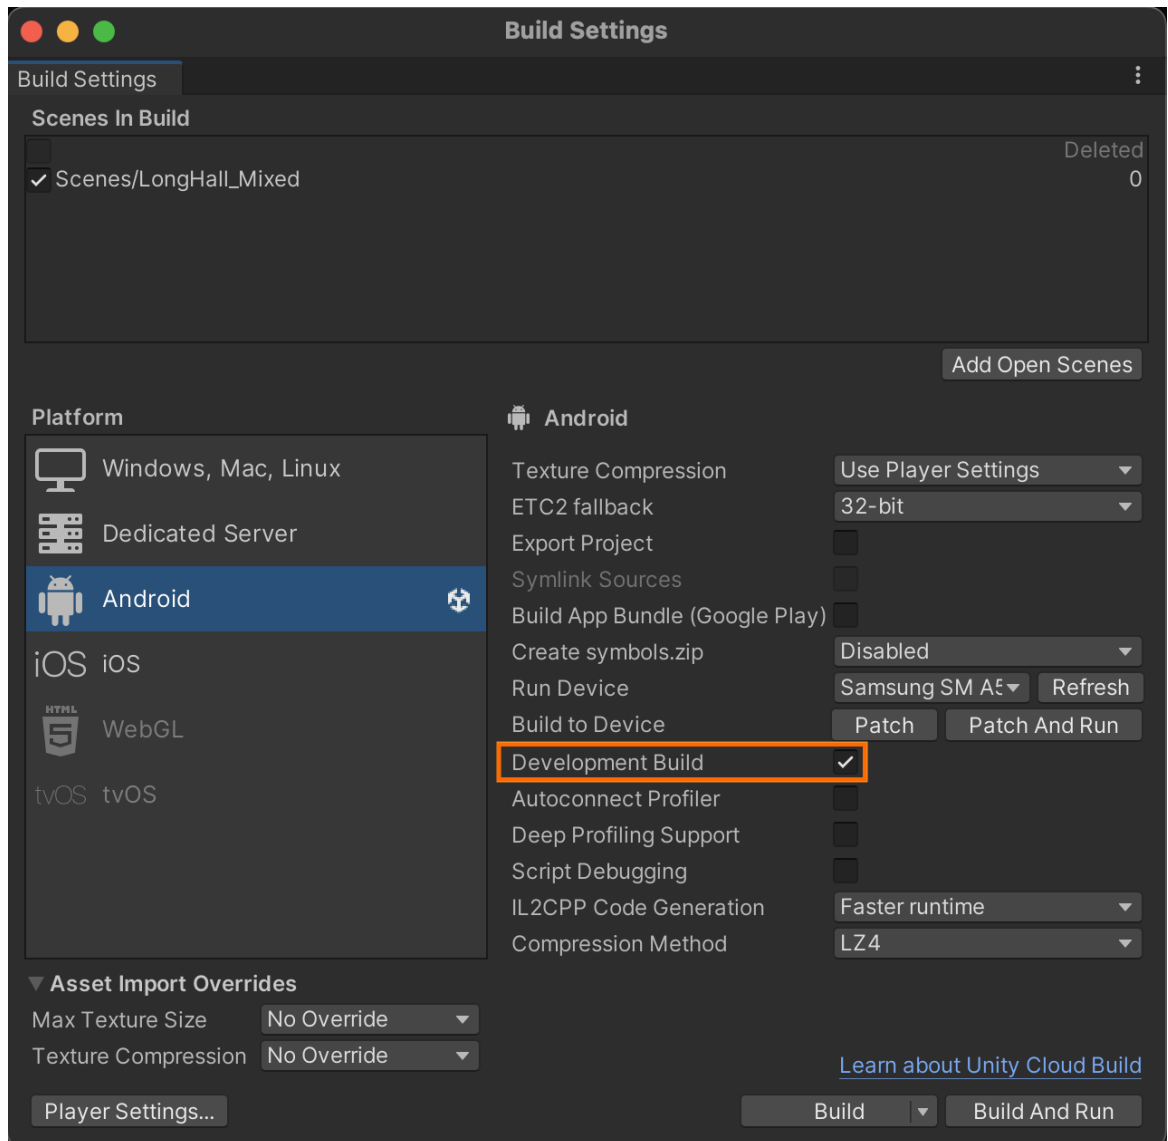 Build Settings
Build Settings
Scenes In Build
Deleted
Scenes/LongHall_Mixed 0
Add Open Scenes
Platform
Windows, Mac, Linux
Dedicated Server
Android
iOS iOS
HTML 5 WebGL
tvOS tvOS
Android
Texture Compression Use Player Settings
ETC2 fallback 32-bit
Export Project
Symlink Sources
Build App Bundle (Google Play)
Create symbols.zip Disabled
Run Device Samsung SM A5 Refresh
Build to Device Patch Patch And Run
Development Build
Autoconnect Profiler
Deep Profiling Support
Script Debugging
IL2CPP Code Generation Faster runtime
Compression Method LZ4
Asset Import Overrides
Max Texture Size No Override
Texture Compression No Override
Learn about Unity Cloud Build
Player Settings... Build Build And Run